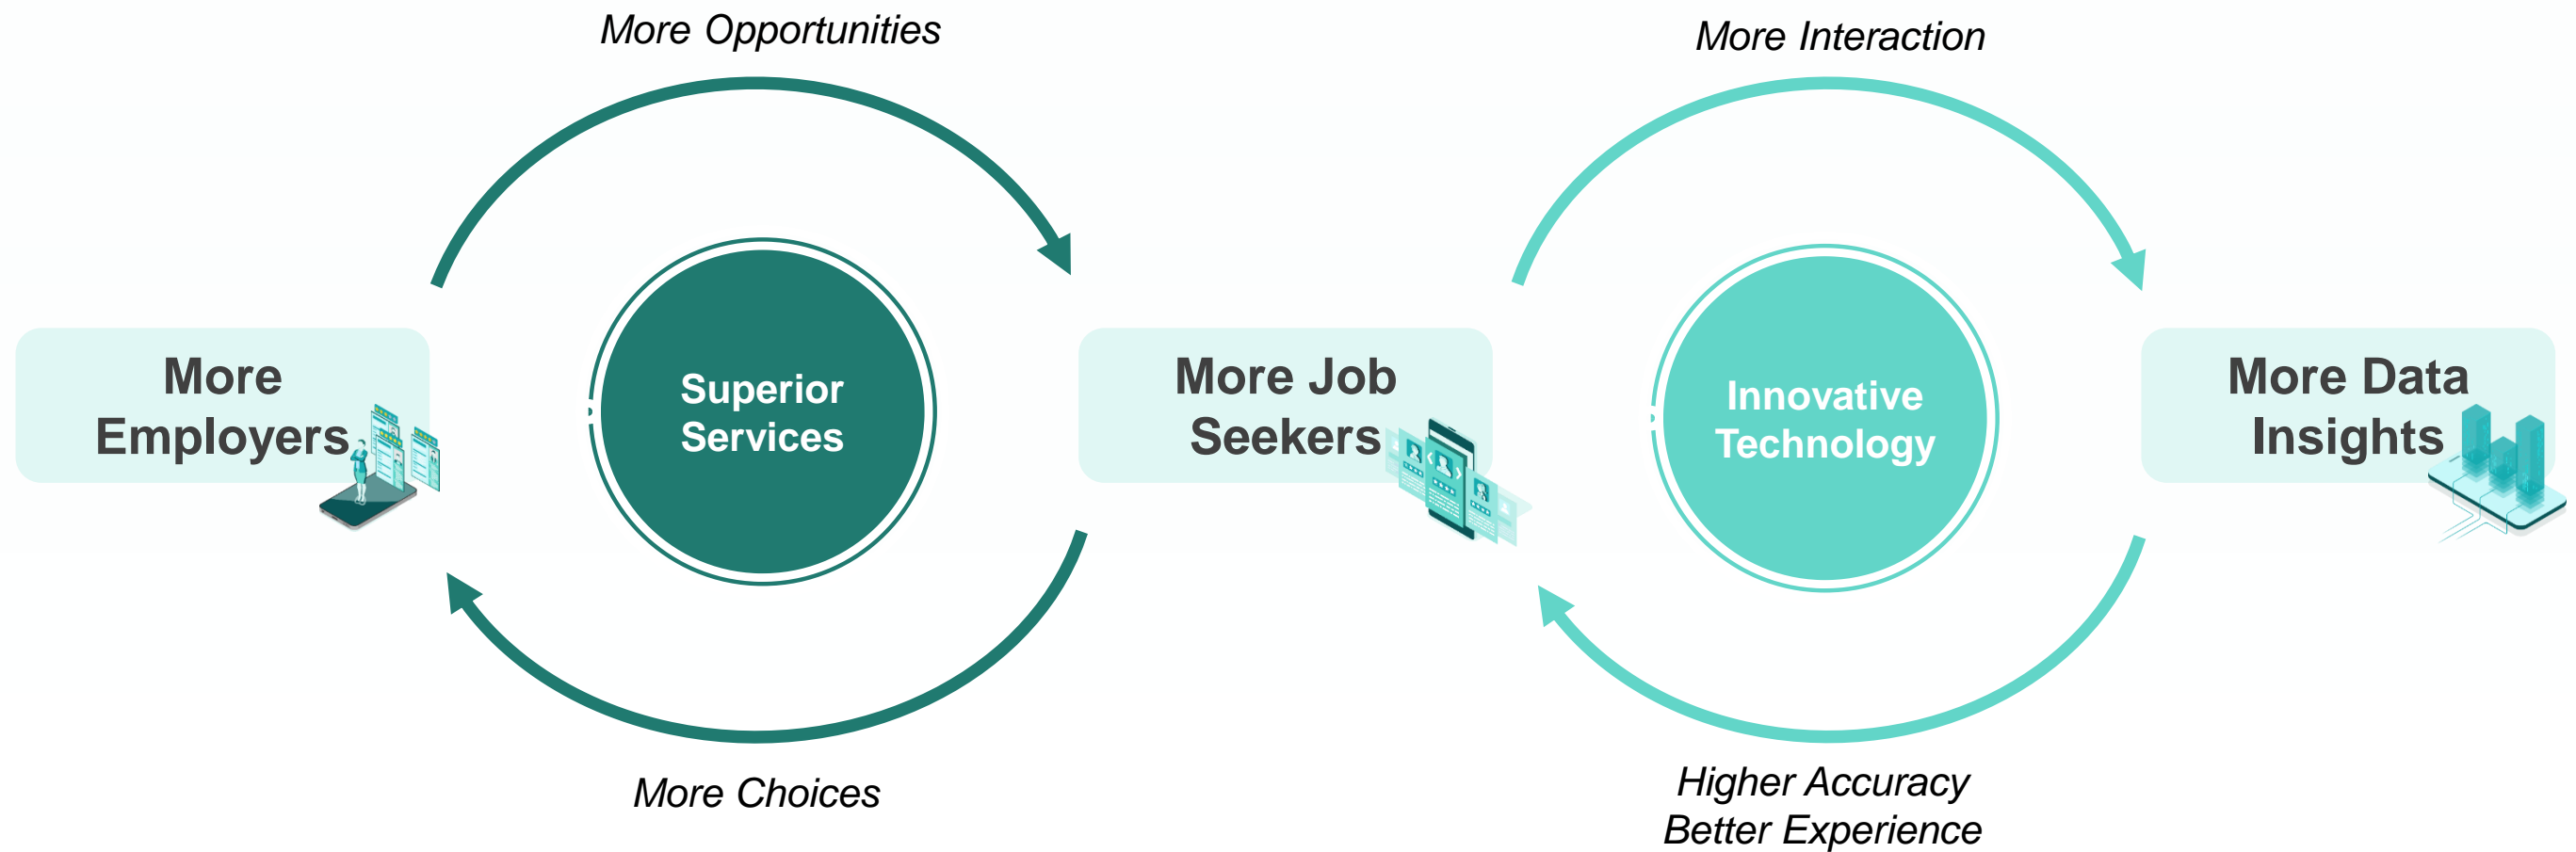 More Opportunities
More Interaction
More
Employers
Superior
Services
More Job
Seekers
Innovative
Technology
More Data
Insights
More Choices
Higher Accuracy
Better Experience